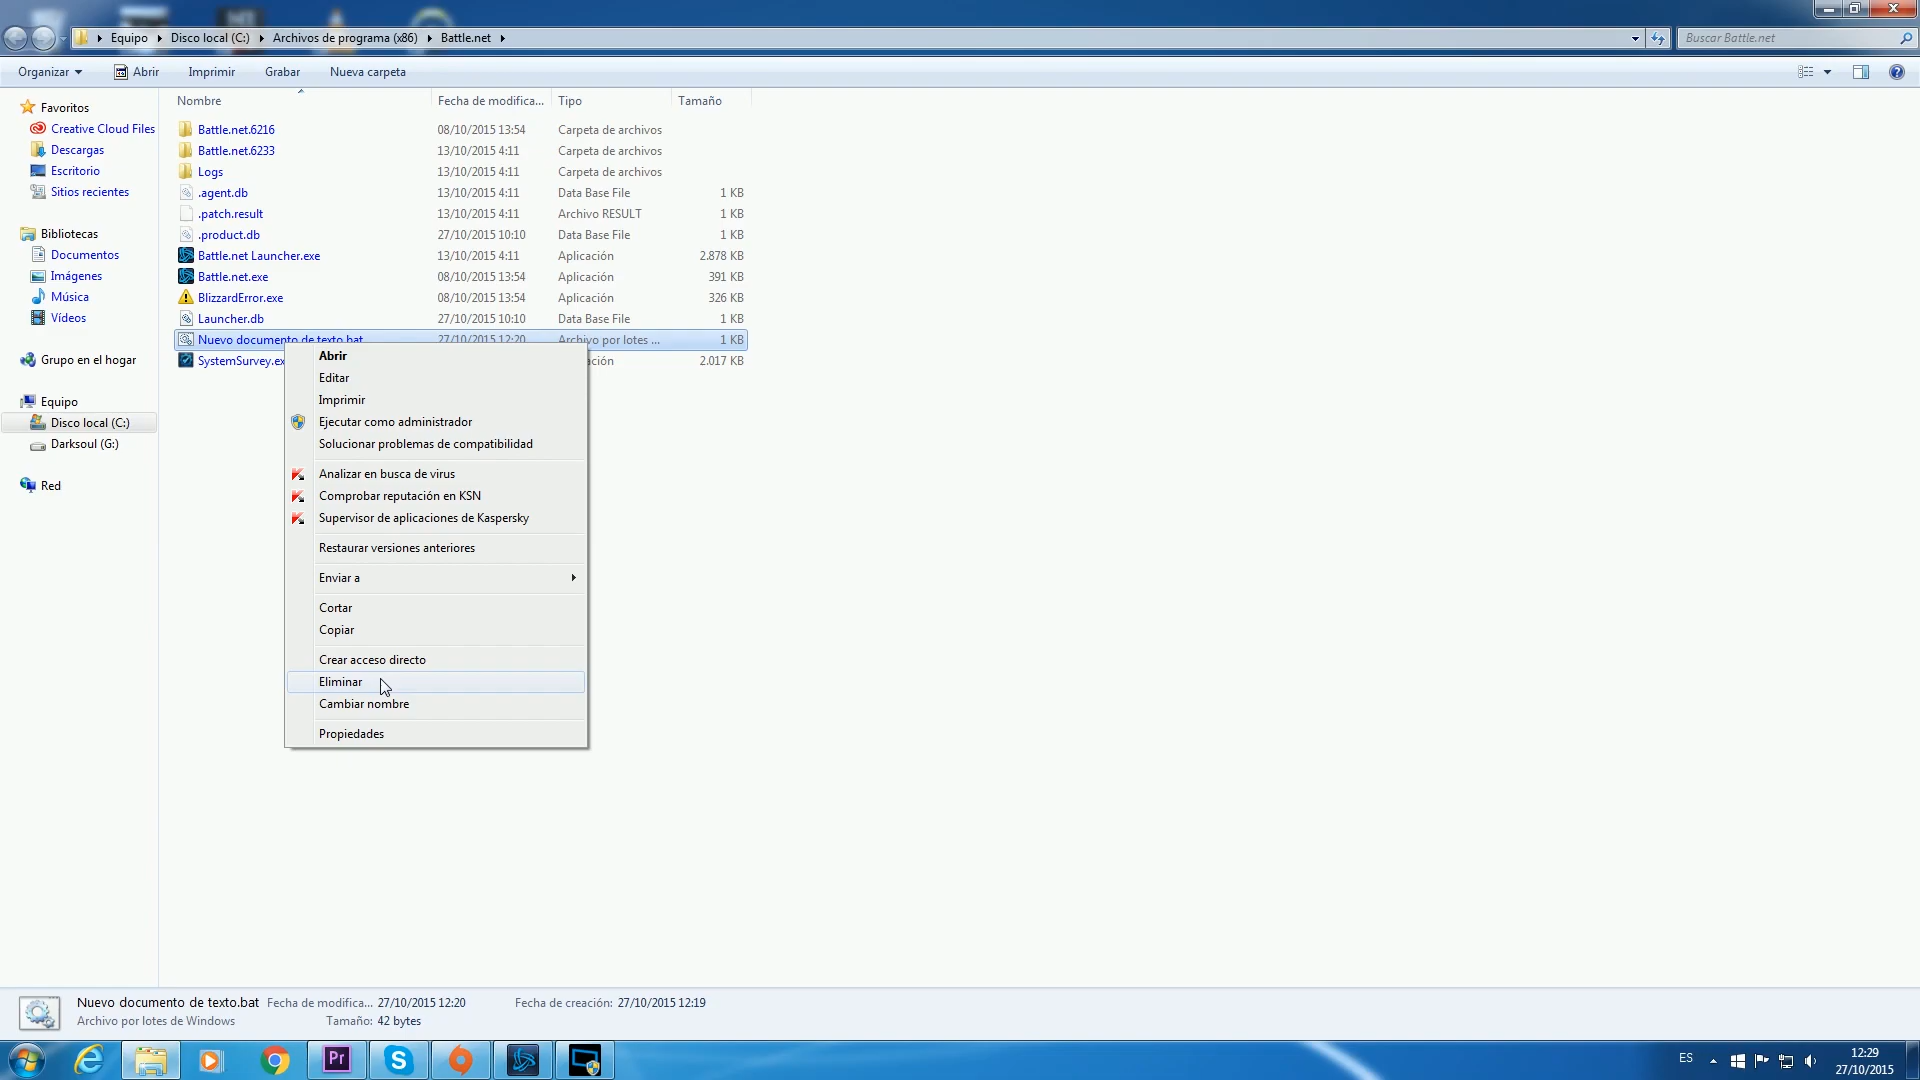 Equipo Disco local (C:) Archivos de programa (x86) Battle.net
Buscar Battle.net
Organizar Abrir Imprimir Grabar Nueva carpeta
Nombre Fecha de modifica... Tipo Tamaño
Favoritos
Creative Cloud Files
Descargas
Escritorio
Sitios recientes
Bibliotecas
Documentos
Imágenes
Música
Vídeos
Grupo en el hogar
Equipo
Disco local (C:)
Darksoul (G:)
Red
Battle.net.6216 08/10/2015 13:54 Carpeta de archivos
Battle.net.6233 13/10/2015 4:11 Carpeta de archivos
Logs 13/10/2015 4:11 Carpeta de archivos
.agent.db 13/10/2015 4:11 Data Base File 1 KB
.patch.result 13/10/2015 4:11 Archivo RESULT 1 KB
.product.db 27/10/2015 10:10 Data Base File 1 KB
Battle.net Launcher.exe 13/10/2015 4:11 Aplicación 2.878 KB
Battle.net.exe 08/10/2015 13:54 Aplicación 391 KB
BlizzardError.exe 08/10/2015 13:54 Aplicación 326 KB
Launcher.db 27/10/2015 10:10 Data Base File 1 KB
Nuevo documento de texto.bat 27/10/2015 12:20 Archivo por lotes ... 1 KB
SystemSurvey.ex ación 2.017 KB
Abrir
Editar
Imprimir
Ejecutar como administrador
Solucionar problemas de compatibilidad
Analizar en busca de virus
Comprobar reputación en KSN
Supervisor de aplicaciones de Kaspersky
Restaurar versiones anteriores
Enviar a
Cortar
Copiar
Crear acceso directo
Eliminar
Cambiar nombre
Propiedades
Nuevo documento de texto.bat Fecha de modifica... 27/10/2015 12:20 Fecha de creación: 27/10/2015 12:19
Archivo por lotes de Windows Tamaño: 42 bytes
Pr
ES
12:29
27/10/2015